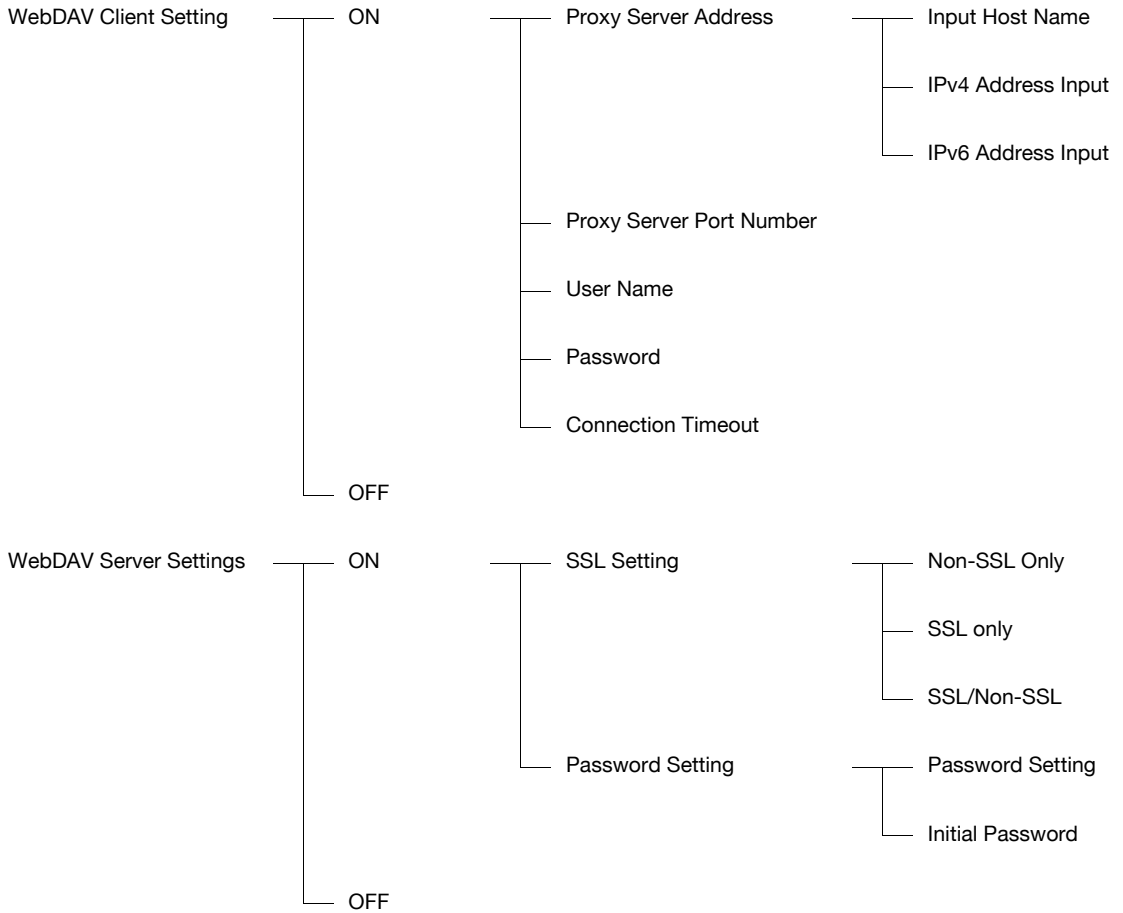 WebDAV Client Setting
ON
Proxy Server Address
Input Host Name
IPv4 Address Input
IPv6 Address Input
Proxy Server Port Number
User Name
Password
Connection Timeout
OFF
WebDAV Server Settings
ON
SSL Setting
Non-SSL Only
SSL only
SSL/Non-SSL
Password Setting
Password Setting
Initial Password
OFF